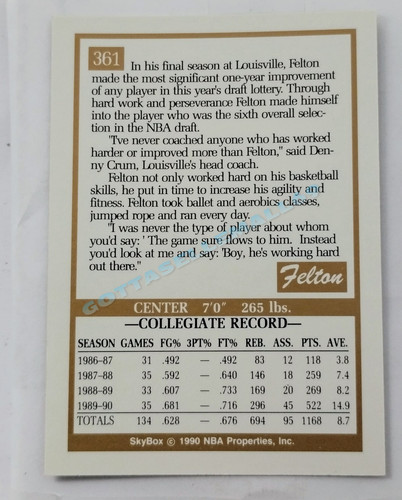 361
In his final season at Louisville, Felton
made the most significant one-year improvement
of any player in this year's draft lottery. Through
hard work and perseverance Felton made himself
into the player who was the sixth overall selec-
tion in the NBA draft.
"I've never coached anyone who has worked
harder or improved more than Felton," said Den-
ny Crum, Louisville's head coach.
Felton not only worked hard on his basketball
skills, he put in time to increase his agility and
fitness. Felton took ballet and aerobics classes,
jumped rope and ran every day.
"I was never the type of player about whom
you'd say: ' The game sure flows to him. Instead
you'd look at me and say: 'Boy, he's working hard
out there."
Felton
CENTER 7'0" 265 lbs.
—COLLEGIATE RECORD—
SEASON GAMES FG% 3PT% FT% REB. ASS. PTS. AVE.
1986-87 31 .492 — .492 83 12 118 3.8
1987-88 35 .592 — .640 146 18 259 7.4
1988-89 33 .607 — .733 169 20 269 8.2
1989-90 35 .681 — .716 296 45 522 14.9
TOTALS 134 .628 — .676 694 95 1168 8.7
SkyBox © 1990 NBA Properties, Inc.